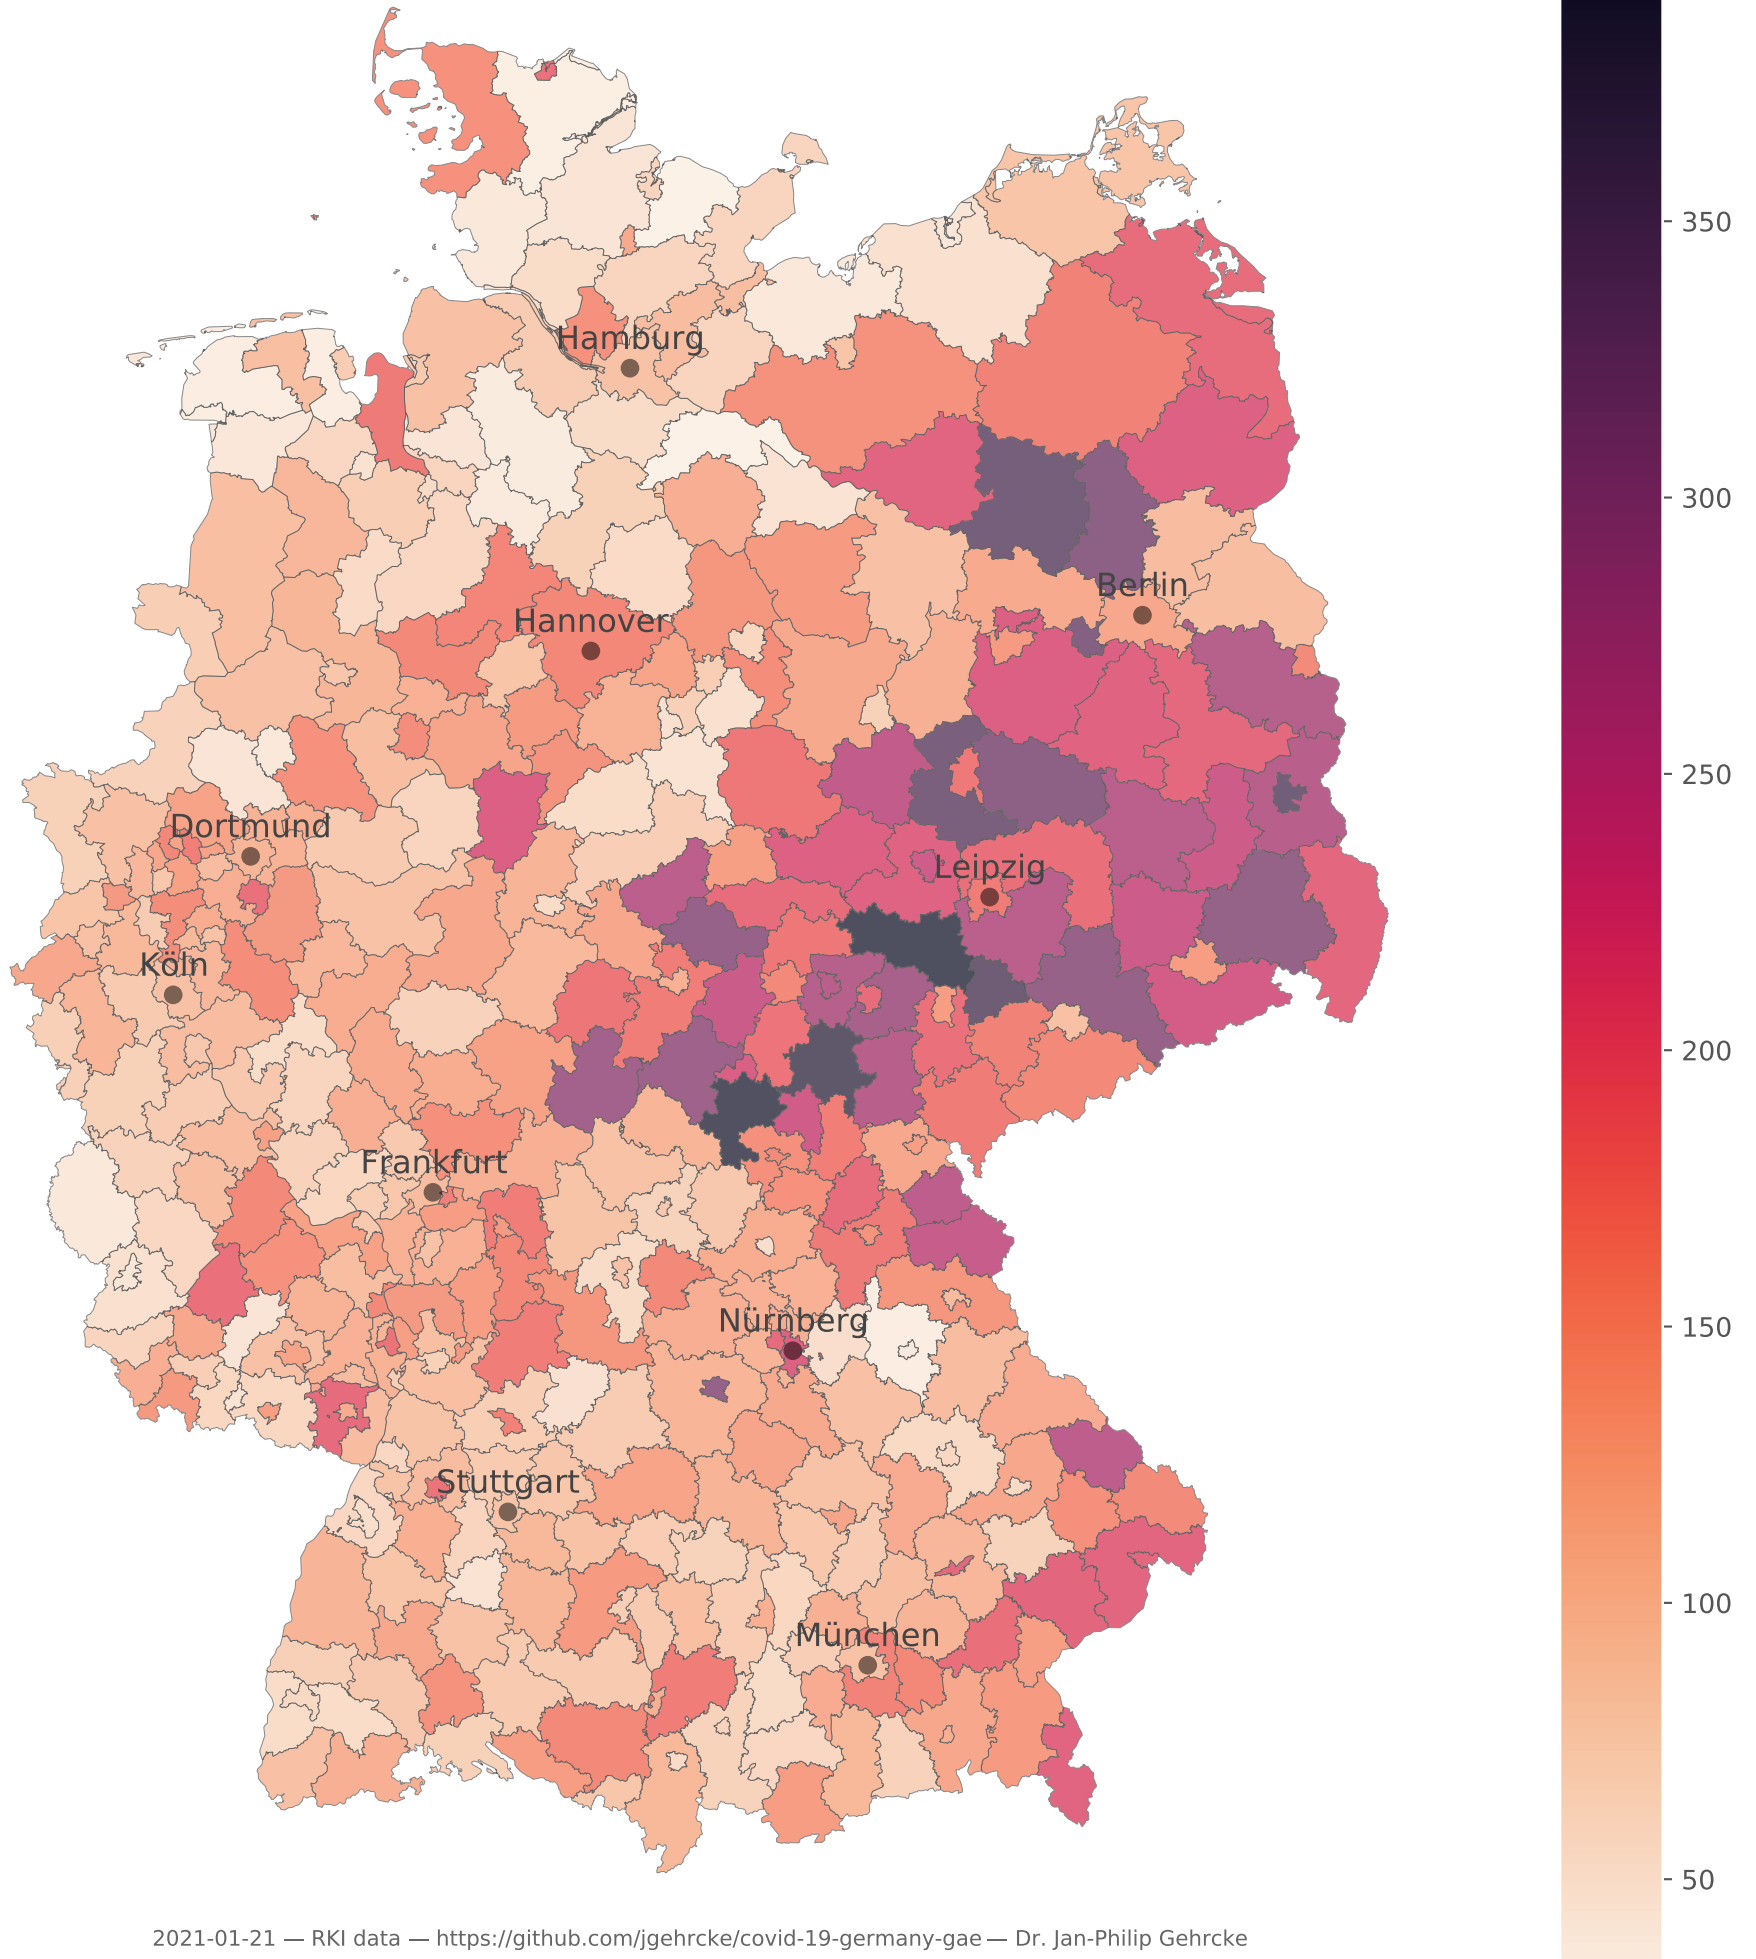 Hamburg
Berlin
Hannover
Dortmund
Leipzig
Köln
Frankfurt
Nürnberg
Stuttgart
München
350
300
250
200
150
100
50
2021-01-21 — RKI data — https://github.com/jgehrcke/covid-19-germany-gae — Dr. Jan-Philip Gehrcke